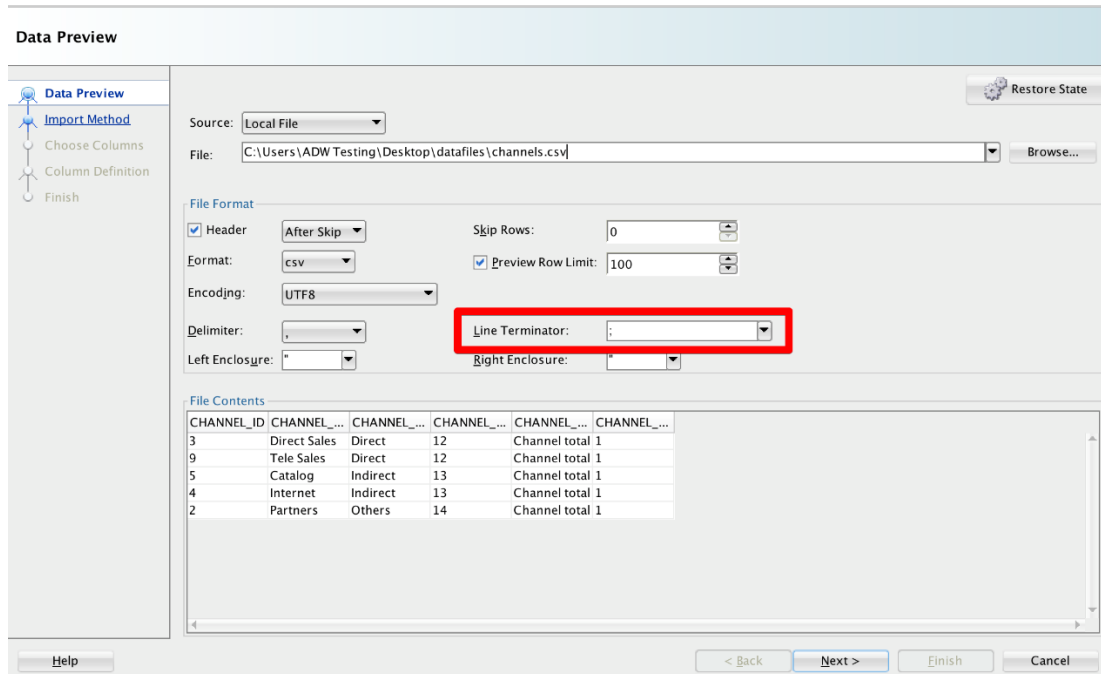 Data Preview
Restore State
Data Preview
Import Method
Choose Columns
Column Definition
Finish
Source: Local File
File: C:\Users\ADW Testing\Desktop\datafiles\channels.csv Browse...
File Format
Header After Skip Skip Rows: 0
Format: csv Preview Row Limit: 100
Encoding: UTF8
Delimiter: , Line Terminator: ;
Left Enclosure: " Right Enclosure: "
File Contents
CHANNEL_ID CHANNEL_... CHANNEL_... CHANNEL_... CHANNEL_... CHANNEL_...
3 Direct Sales Direct 12 Channel total 1
9 Tele Sales Direct 12 Channel total 1
5 Catalog Indirect 13 Channel total 1
4 Internet Indirect 13 Channel total 1
2 Partners Others 14 Channel total 1
Help < Back Next > Finish Cancel